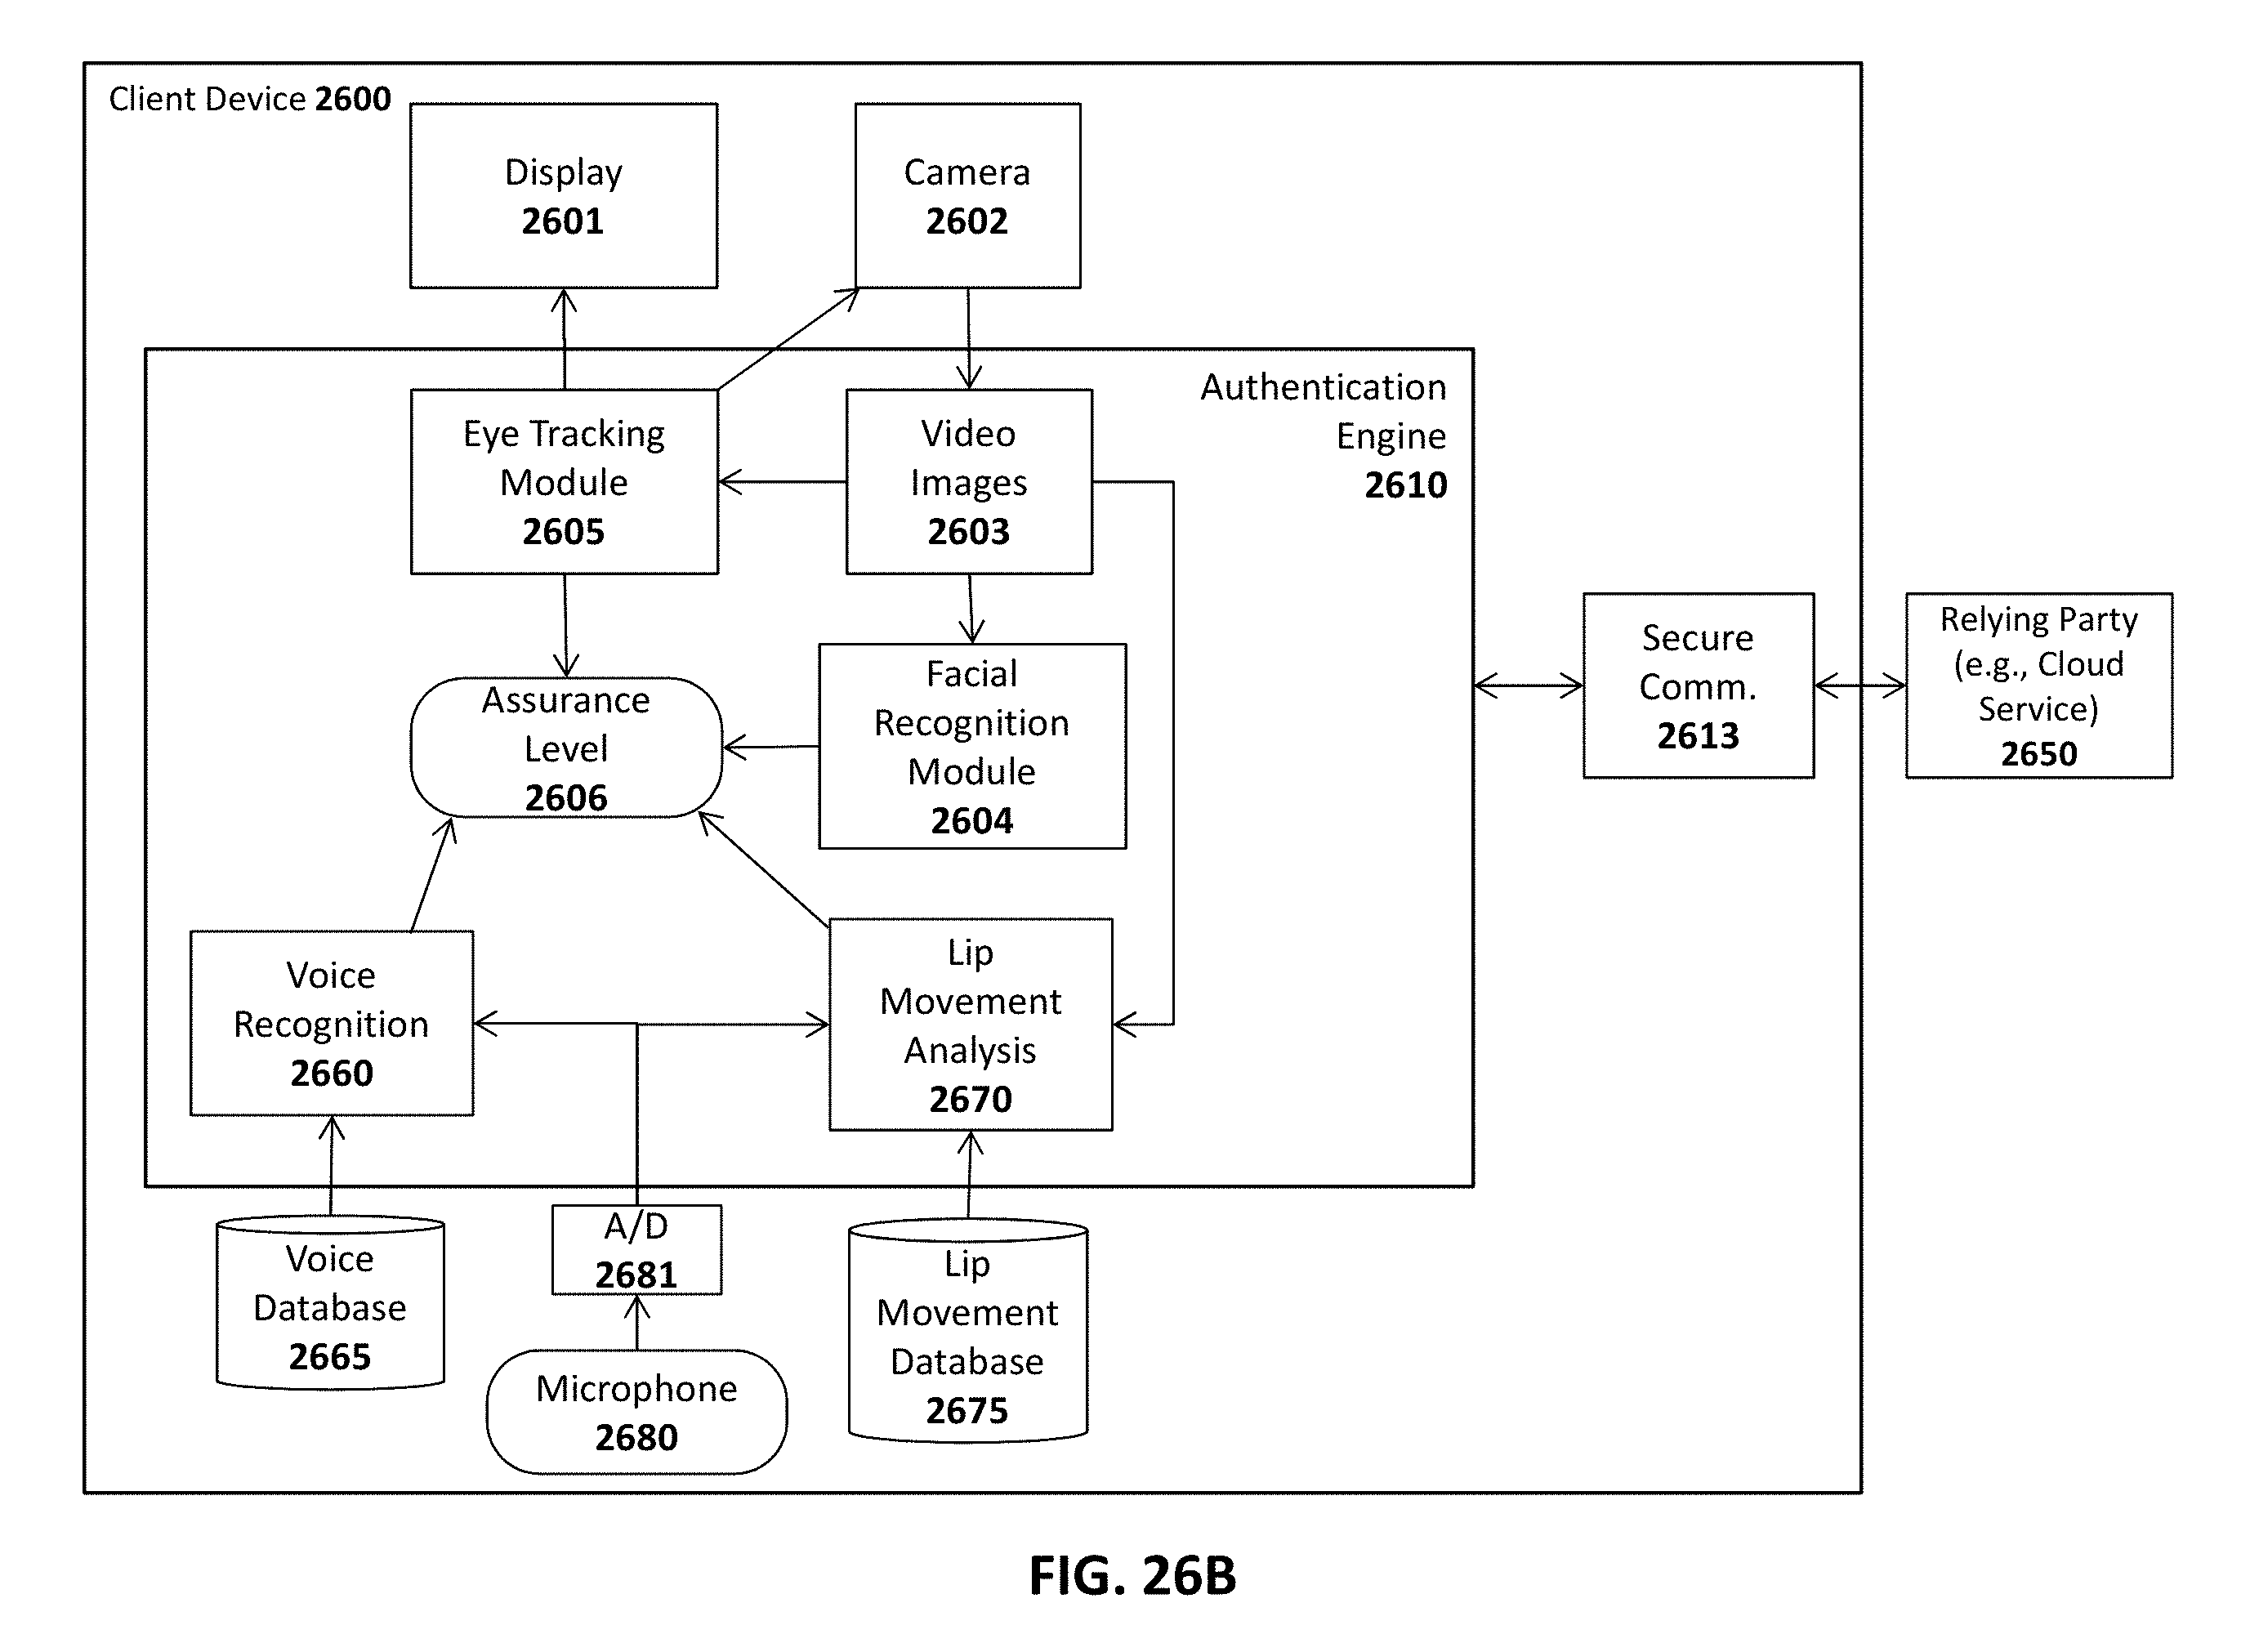 Client Device 2600
Display
2601
Camera
2602
Authentication
Engine
2610
Eye Tracking
Module
2605
Video
Images
2603
Secure
Comm.
2613
Relying Party
(e.g., Cloud
Service)
2650
Assurance
Level
2606
Facial
Recognition
Module
2604
Voice
Recognition
2660
Lip
Movement
Analysis
2670
Voice
Database
2665
A/D
2681
Microphone
2680
Lip
Movement
Database
2675
FIG. 26B